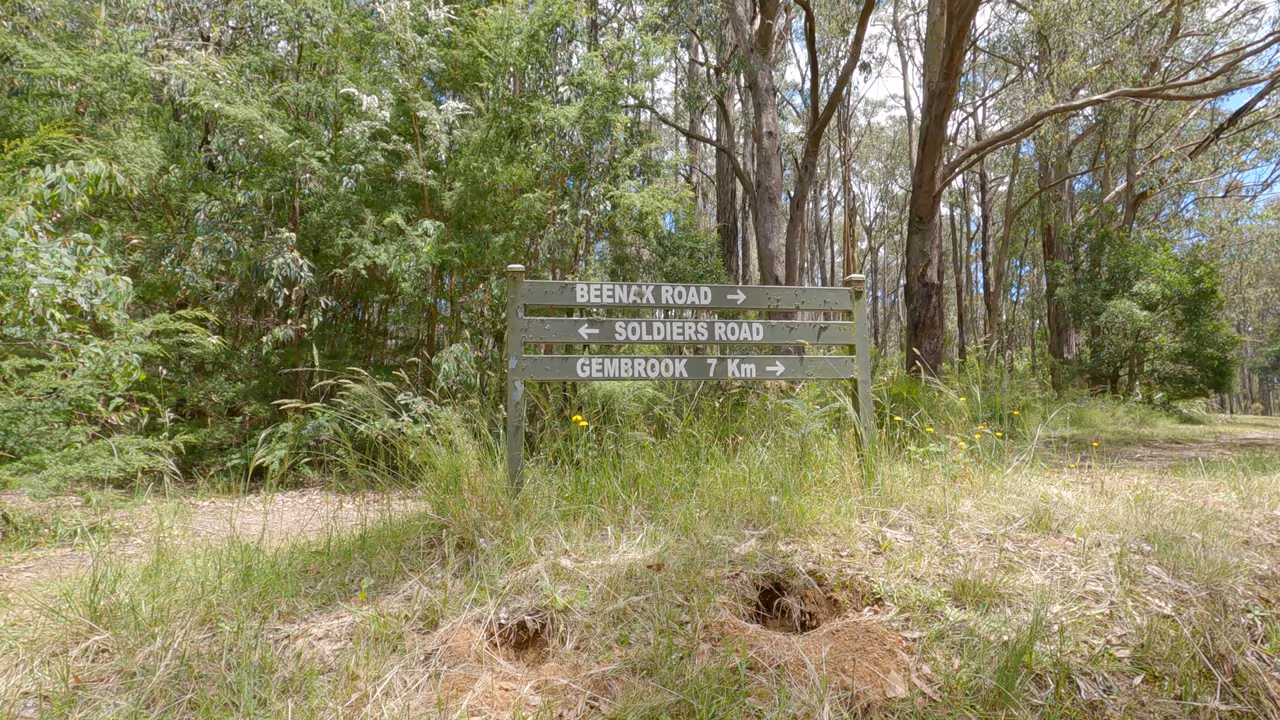 BEENAK ROAD →
← SOLDIERS ROAD
GEMBROOK 7 Km →